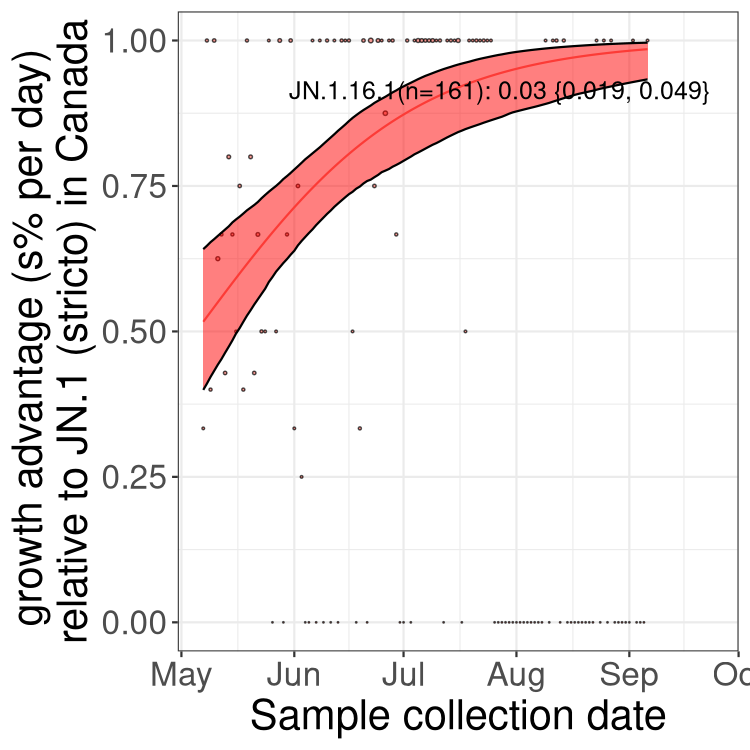 growth advantage (s% per day)
relative to JN.1 (stricto) in Canada
1.00
0.75
0.50
0.25
0.00
JN.1.16.1(n=161): 0.03 {0.019, 0.049}
May Jun Jul Aug Sep Oc
Sample collection date